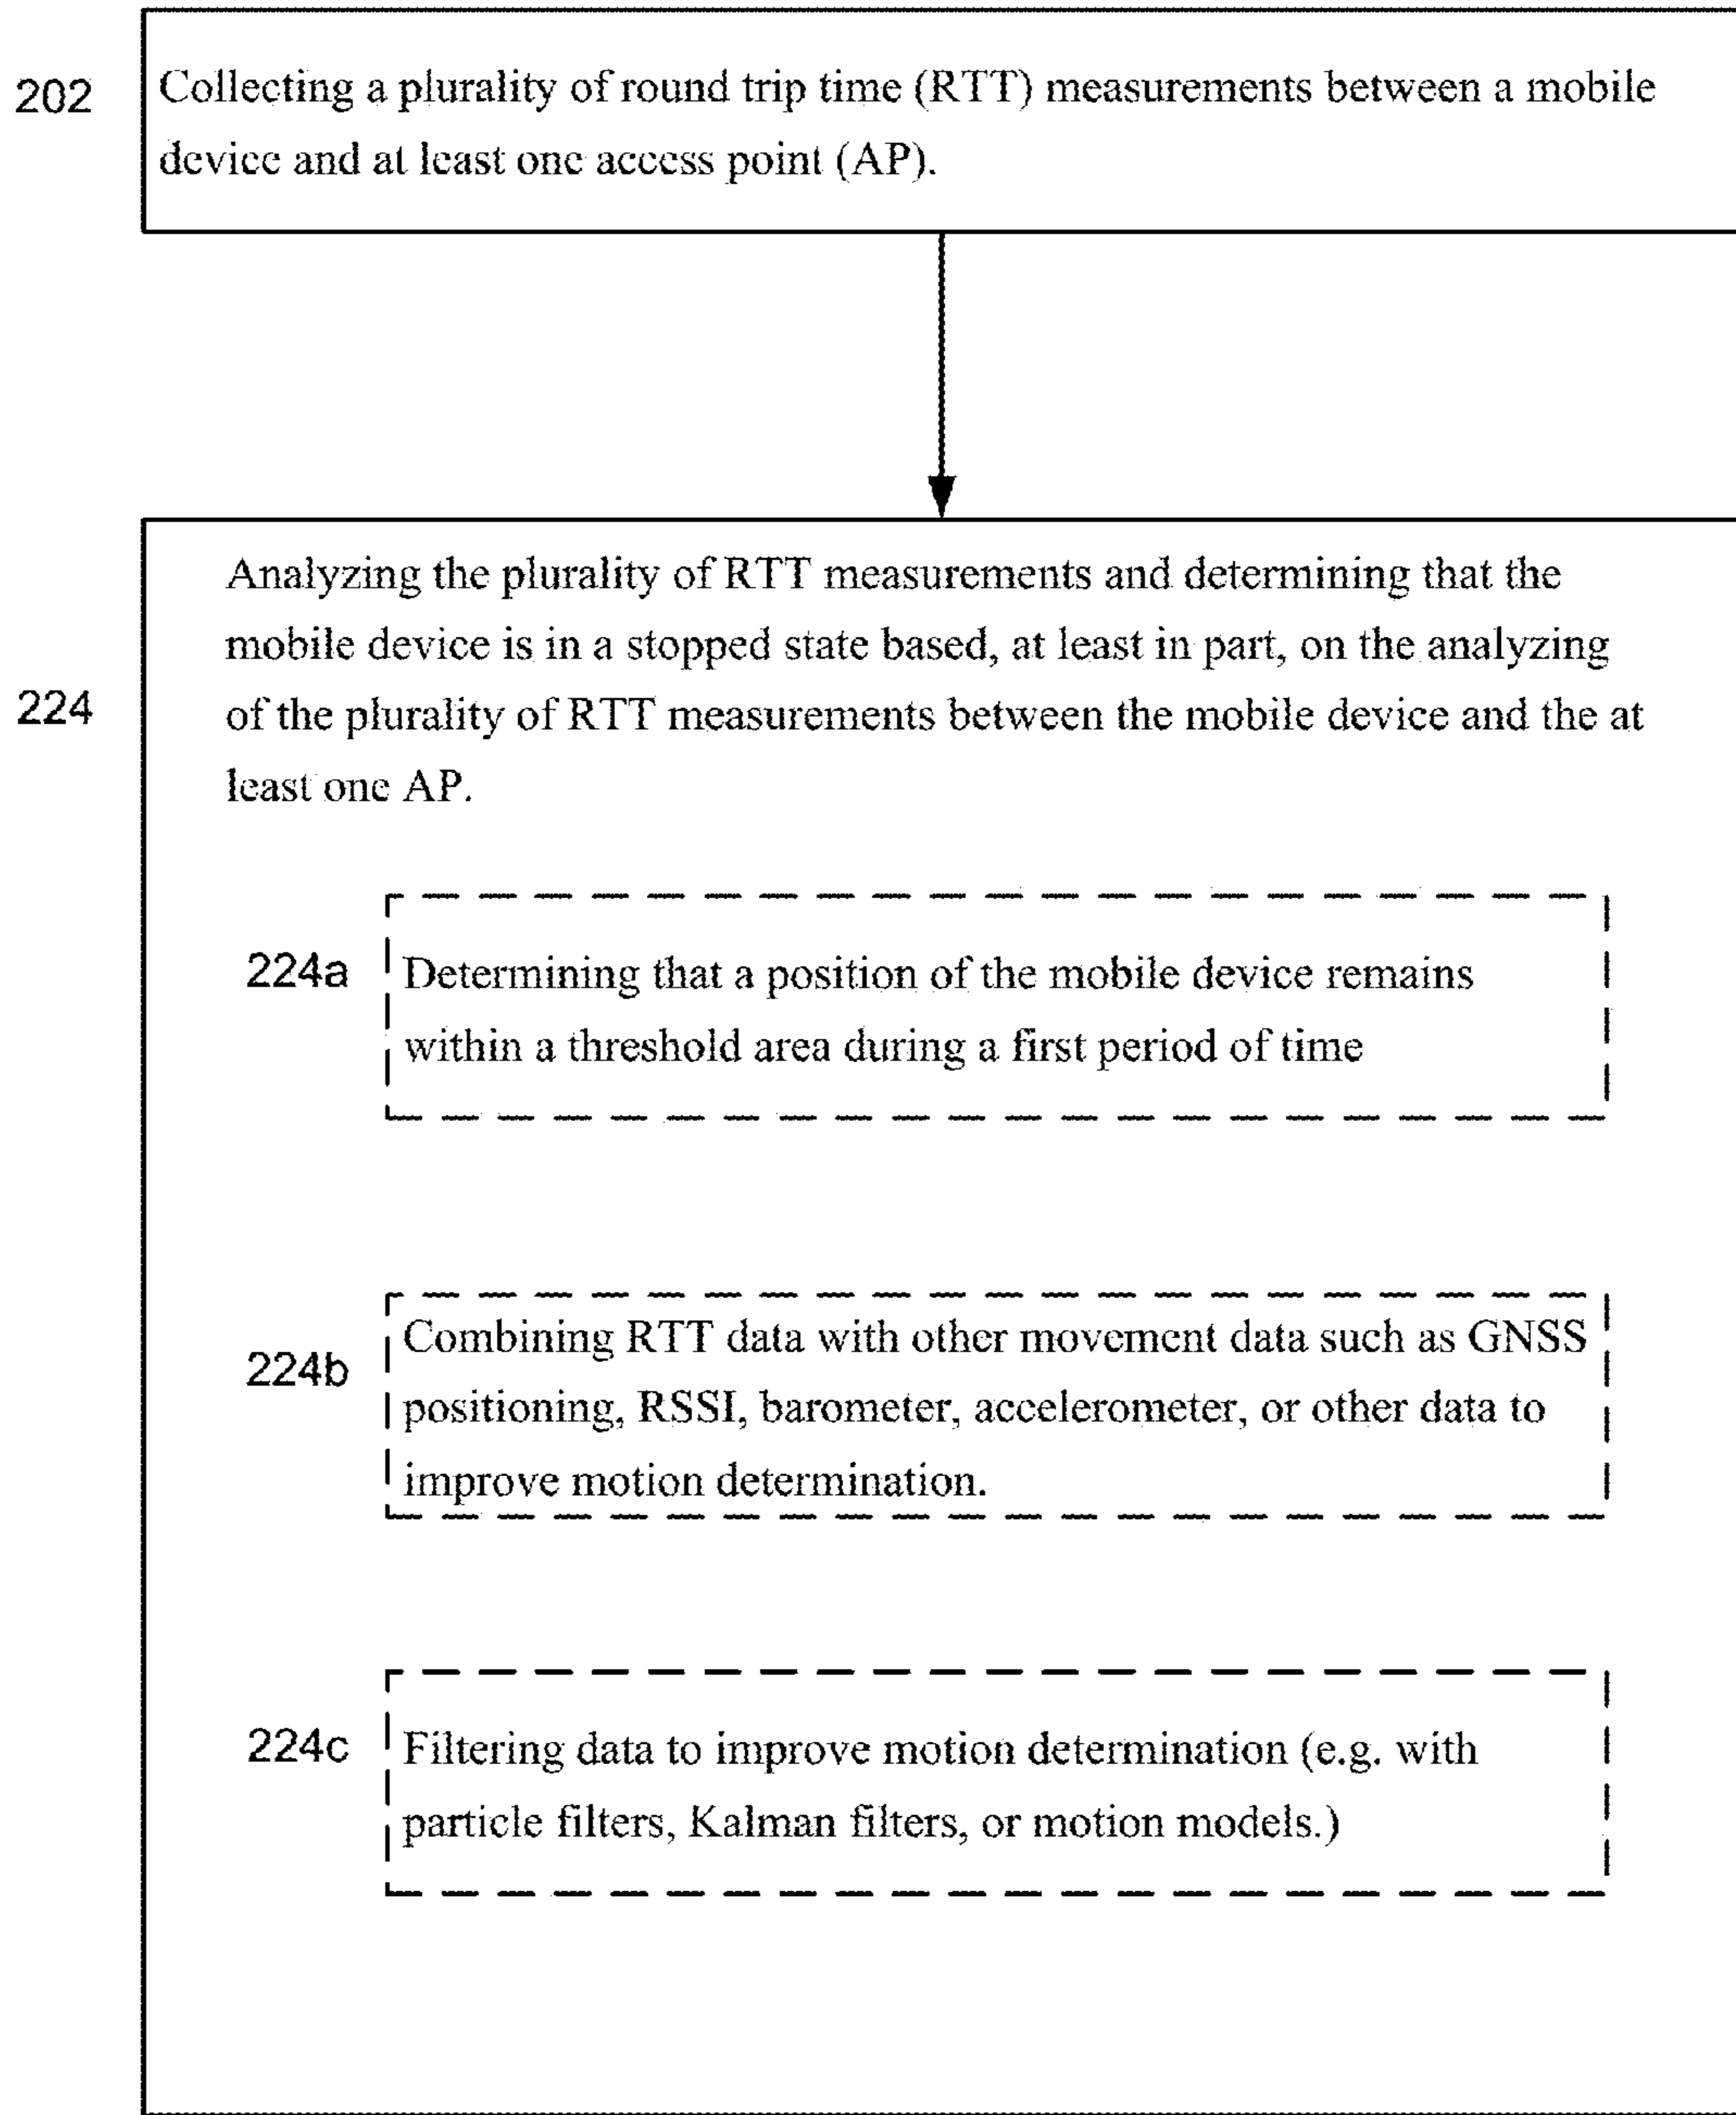 202
Collecting a plurality of round trip time (RTT) measurements between a mobile
device and at least one access point (AP).
Analyzing the plurality of RTT measurements and determining that the
mobile device is in a stopped state based, at least in part, on the analyzing
224
of the plurality of RTT measurements between the mobile device and the at
least one AP.
224a
Determining that a position of the mobile device remains
within a threshold area during a first period of time
224b
Combining RTT data with other movement data such as GNSS
positioning, RSSI, barometer, accelerometer, or other data to
improve motion determination.
224c
Filtering data to improve motion determination (e.g. with
particle filters, Kalman filters, or motion models.)